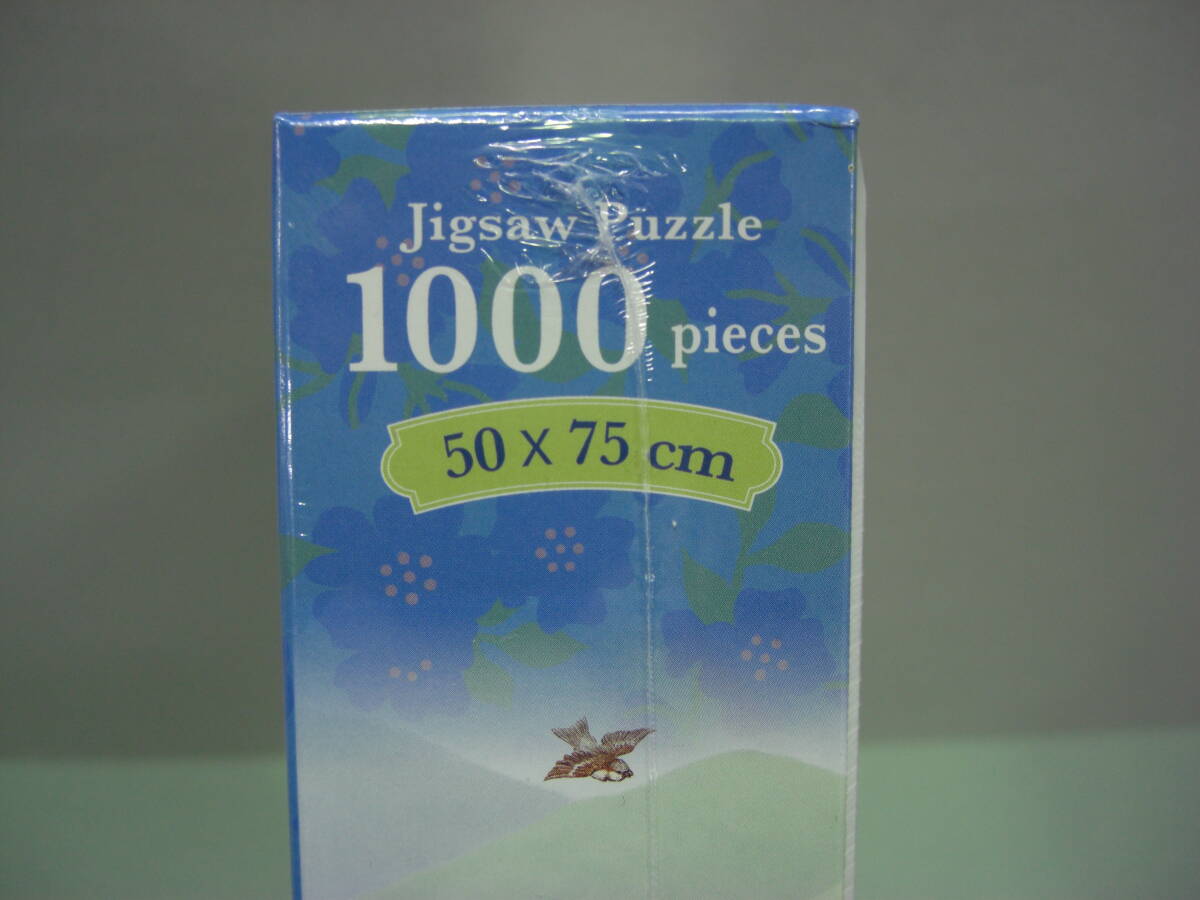 Jigsaw Puzzle
1000 pieces
50 X 75 cm